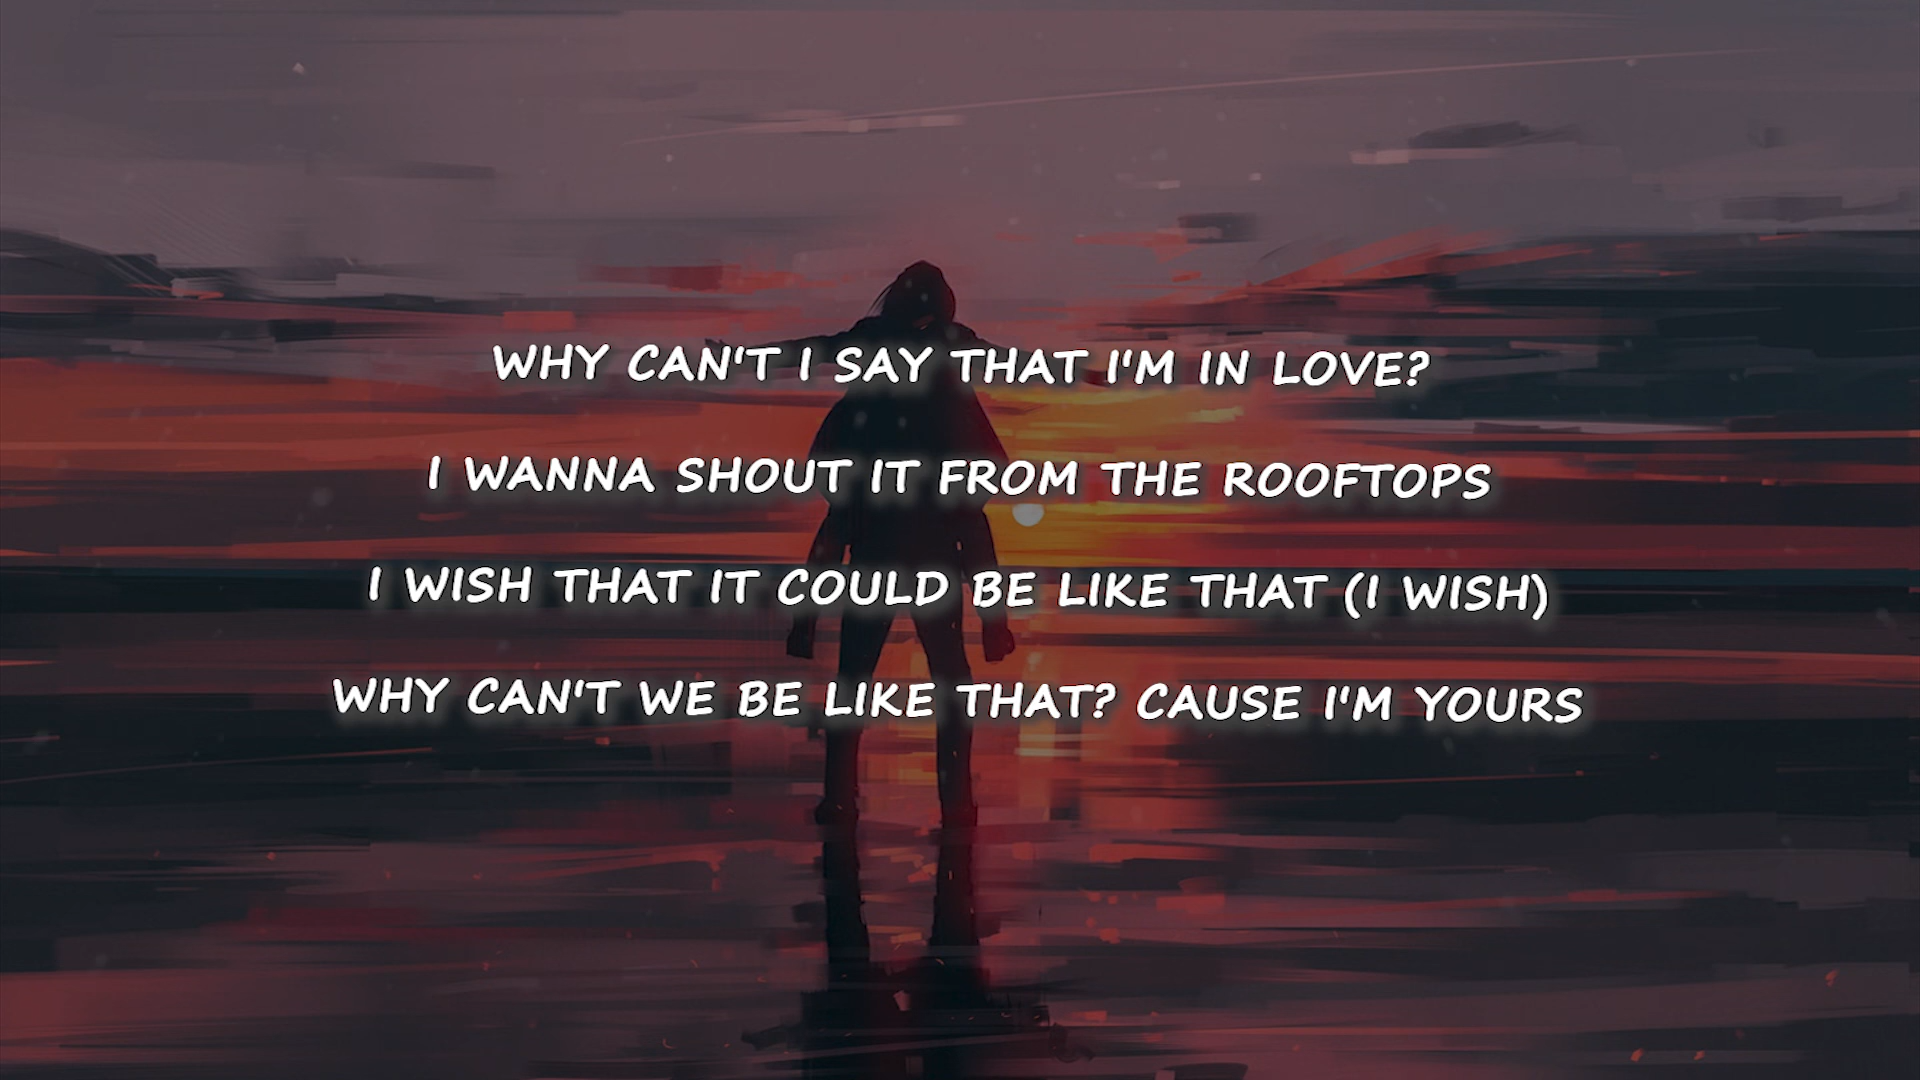 WHY CAN'T I SAY THAT I'M IN LOVE?
I WANNA SHOUT IT FROM THE ROOFTOPS
I WISH THAT IT COULD BE LIKE THAT (I WISH)
WHY CAN'T WE BE LIKE THAT? CAUSE I'M YOURS